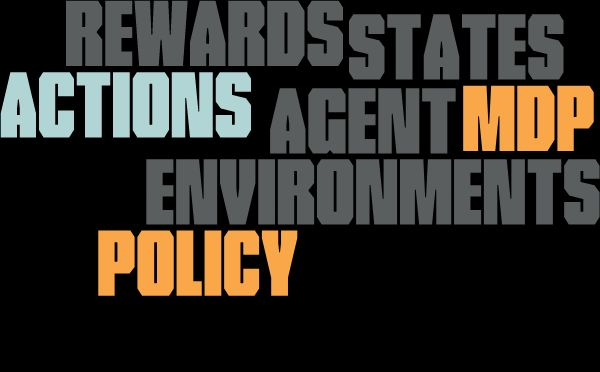 REWARDS STATES
ACTIONS AGENT MDP
ENVIRONMENTS
POLICY